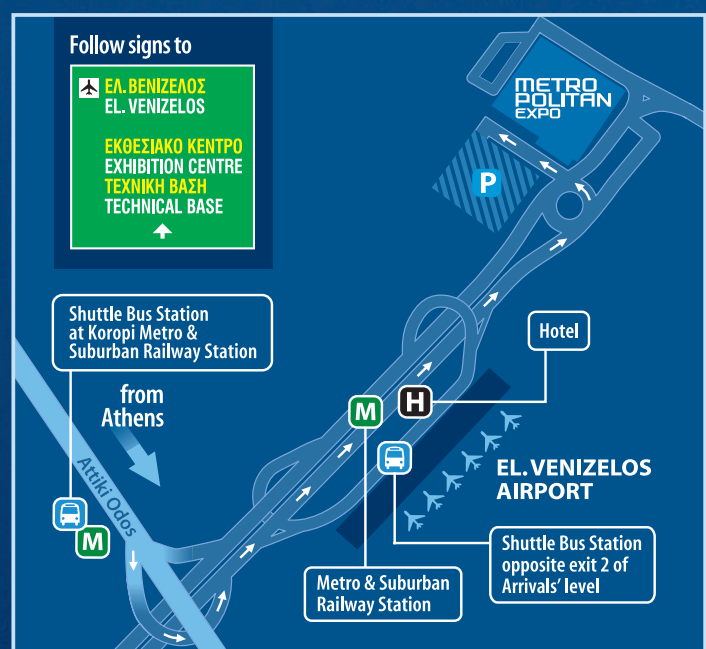 Follow signs to
ΕΛ. ΒΕΝΙΖΕΛΟΣ
EL. VENIZELOS
ΕΚΘΕΣΙΑΚΟ ΚΕΝΤΡΟ
EXHIBITION CENTRE
ΤΕΧΝΙΚΗ ΒΑΣΗ
TECHNICAL BASE
METRO
POLITAN
EXPO
P
Shuttle Bus Station
at Koropi Metro &
Suburban Railway Station
Hotel
from
Athens
M
H
Attiki Odos
EL. VENIZELOS
AIRPORT
M
Metro & Suburban
Railway Station
Shuttle Bus Station
opposite exit 2 of
Arrivals' level